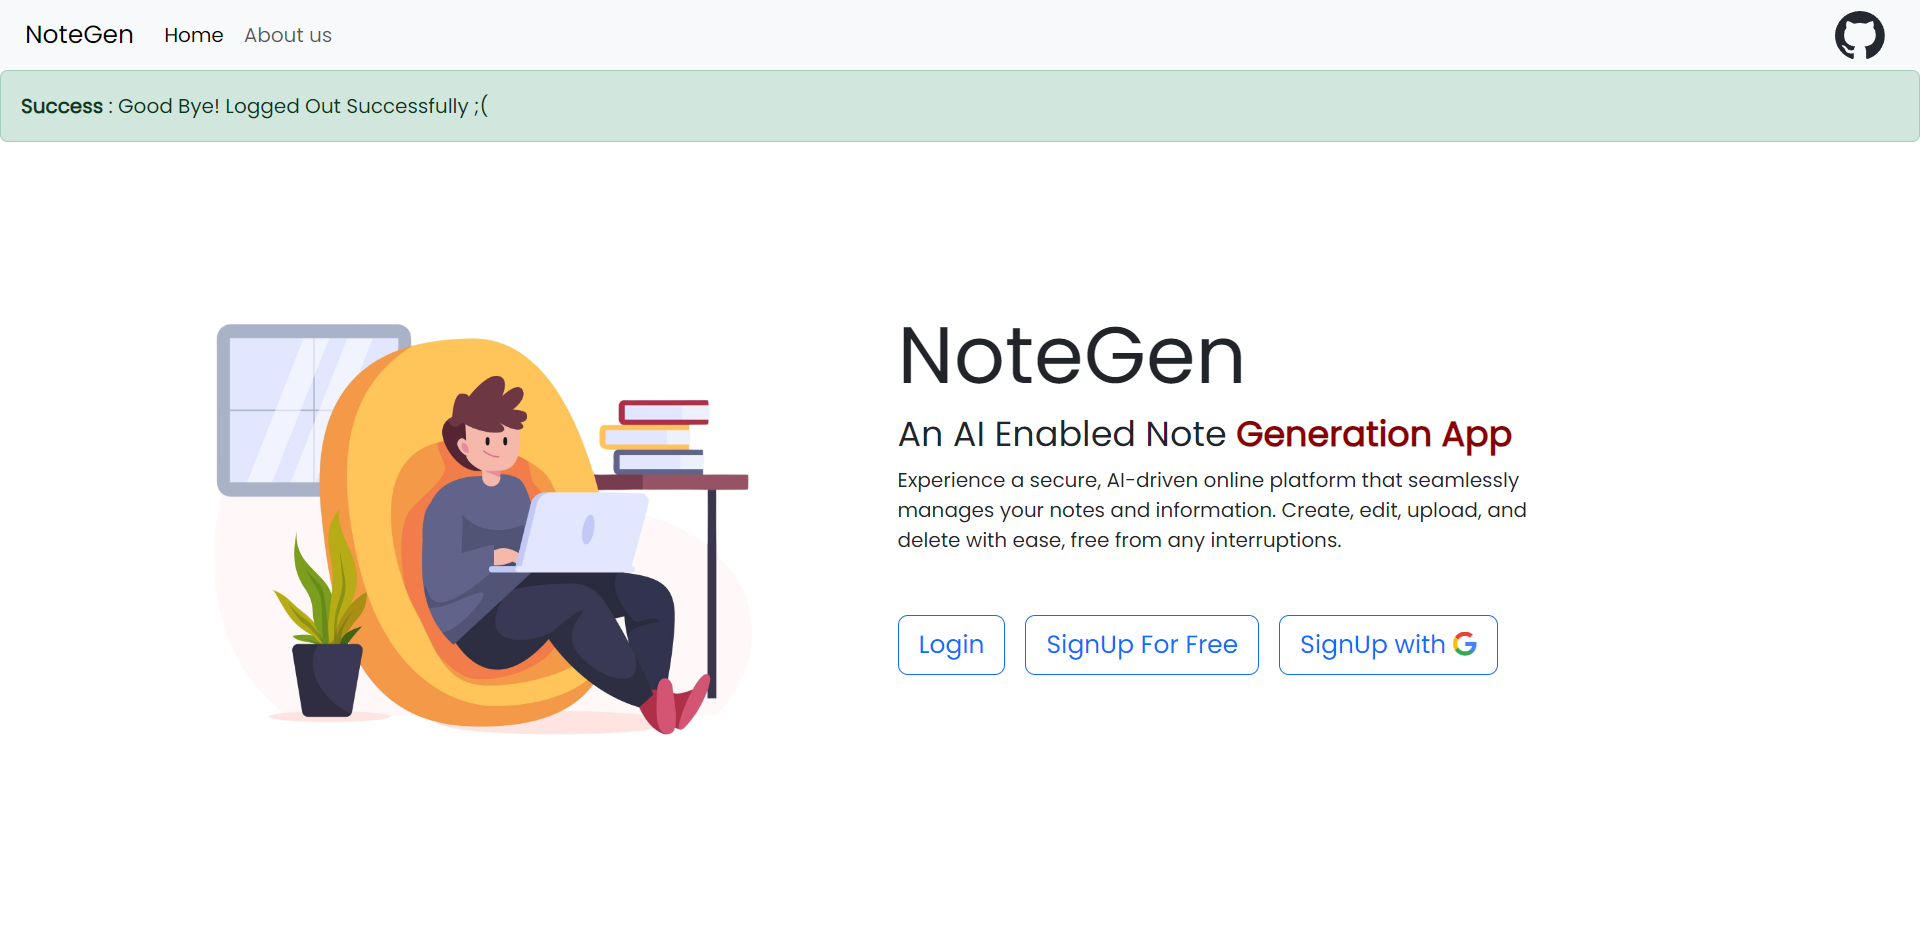 NoteGen Home About us
Success : Good Bye! Logged Out Successfully ;(
NoteGen
An AI Enabled Note Generation App
Experience a secure, AI-driven online platform that seamlessly
manages your notes and information. Create, edit, upload, and
delete with ease, free from any interruptions.
Login SignUp For Free SignUp with G